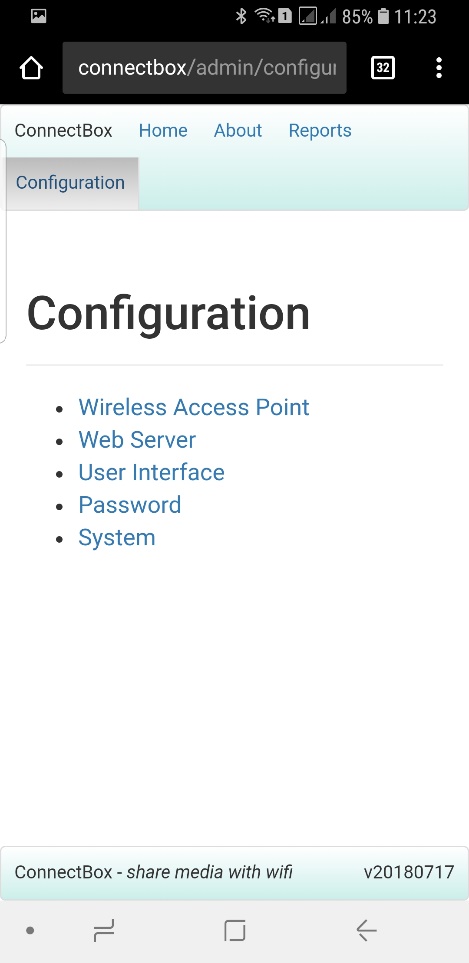 1 85% 11:23
connectbox/admin/configur 32
ConnectBox Home About Reports
Configuration
Configuration
Wireless Access Point
Web Server
User Interface
Password
System
ConnectBox - share media with wifi v20180717